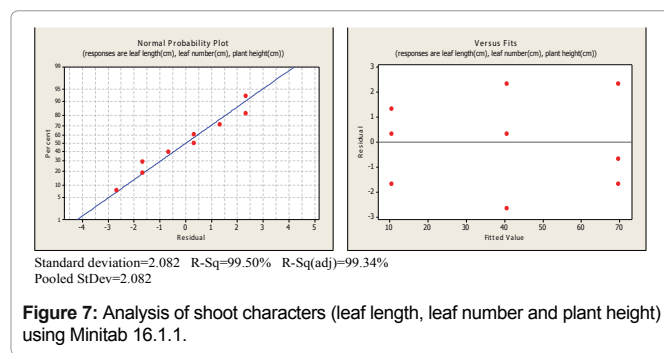 Normal Probability Plot
(responses are leaf length(cm), leaf number(cm), plant height(cm))
Percent
99
95
90
80
70
60
50
40
30
20
10
5
1
-4 -3 -2 -1 0 1 2 3 4 5
Residual
Versus Fits
(responses are leaf length(cm), leaf number(cm), plant height(cm))
Residual
3
2
1
0
-1
-2
-3
10 20 30 40 50 60 70
Fitted Value
Standard deviation=2.082 R-Sq=99.50% R-Sq(adj)=99.34%
Pooled StDev=2.082
Figure 7: Analysis of shoot characters (leaf length, leaf number and plant height)
using Minitab 16.1.1.